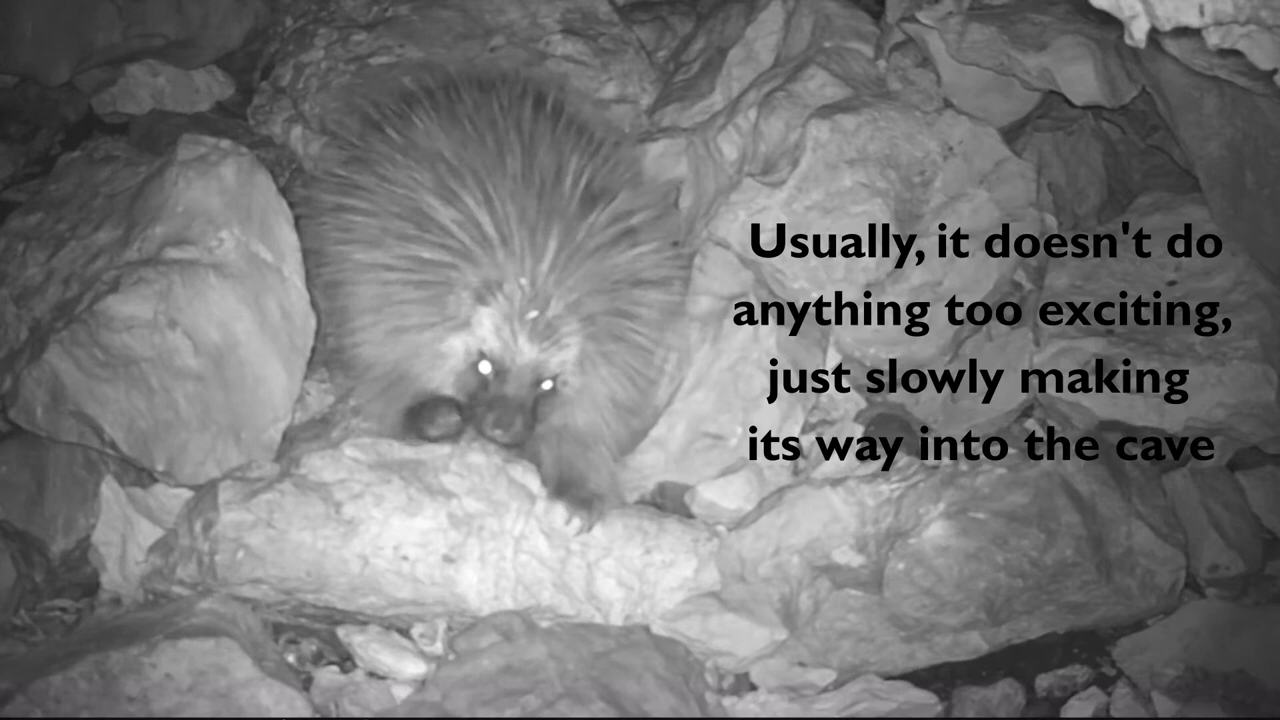 Usually, it doesn't do
anything too exciting,
just slowly making
its way into the cave